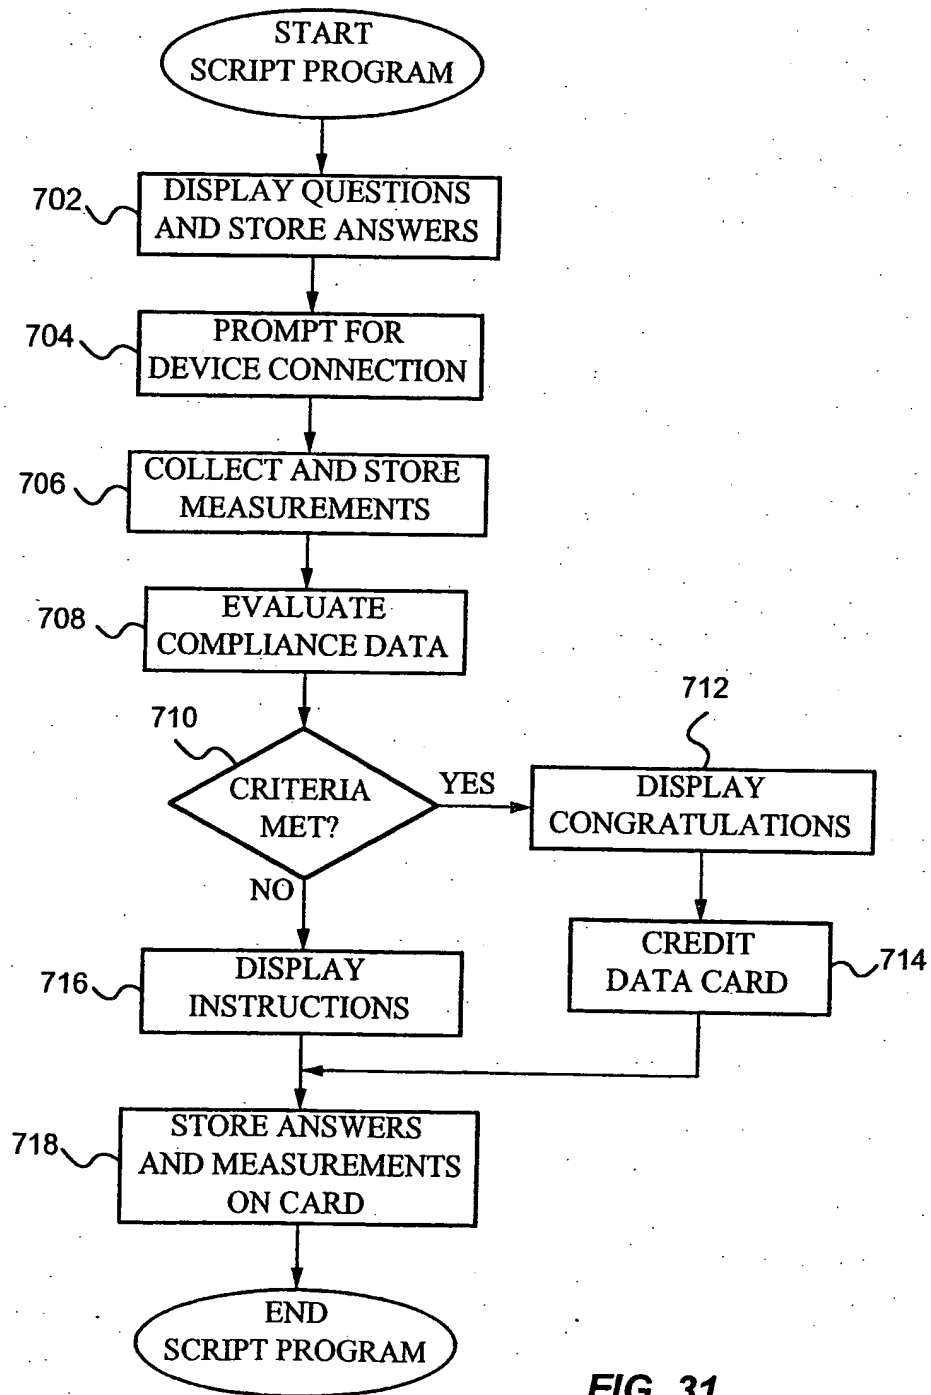 START
SCRIPT PROGRAM
702
DISPLAY QUESTIONS
AND STORE ANSWERS
704
PROMPT FOR
DEVICE CONNECTION
706
COLLECT AND STORE
MEASUREMENTS
708
EVALUATE
COMPLIANCE DATA
710
CRITERIA
MET?
YES
712
DISPLAY
CONGRATULATIONS
NO
CREDIT
DATA CARD
714
716
DISPLAY
INSTRUCTIONS
718
STORE ANSWERS
AND MEASUREMENTS
ON CARD
END
SCRIPT PROGRAM
FIG. 31